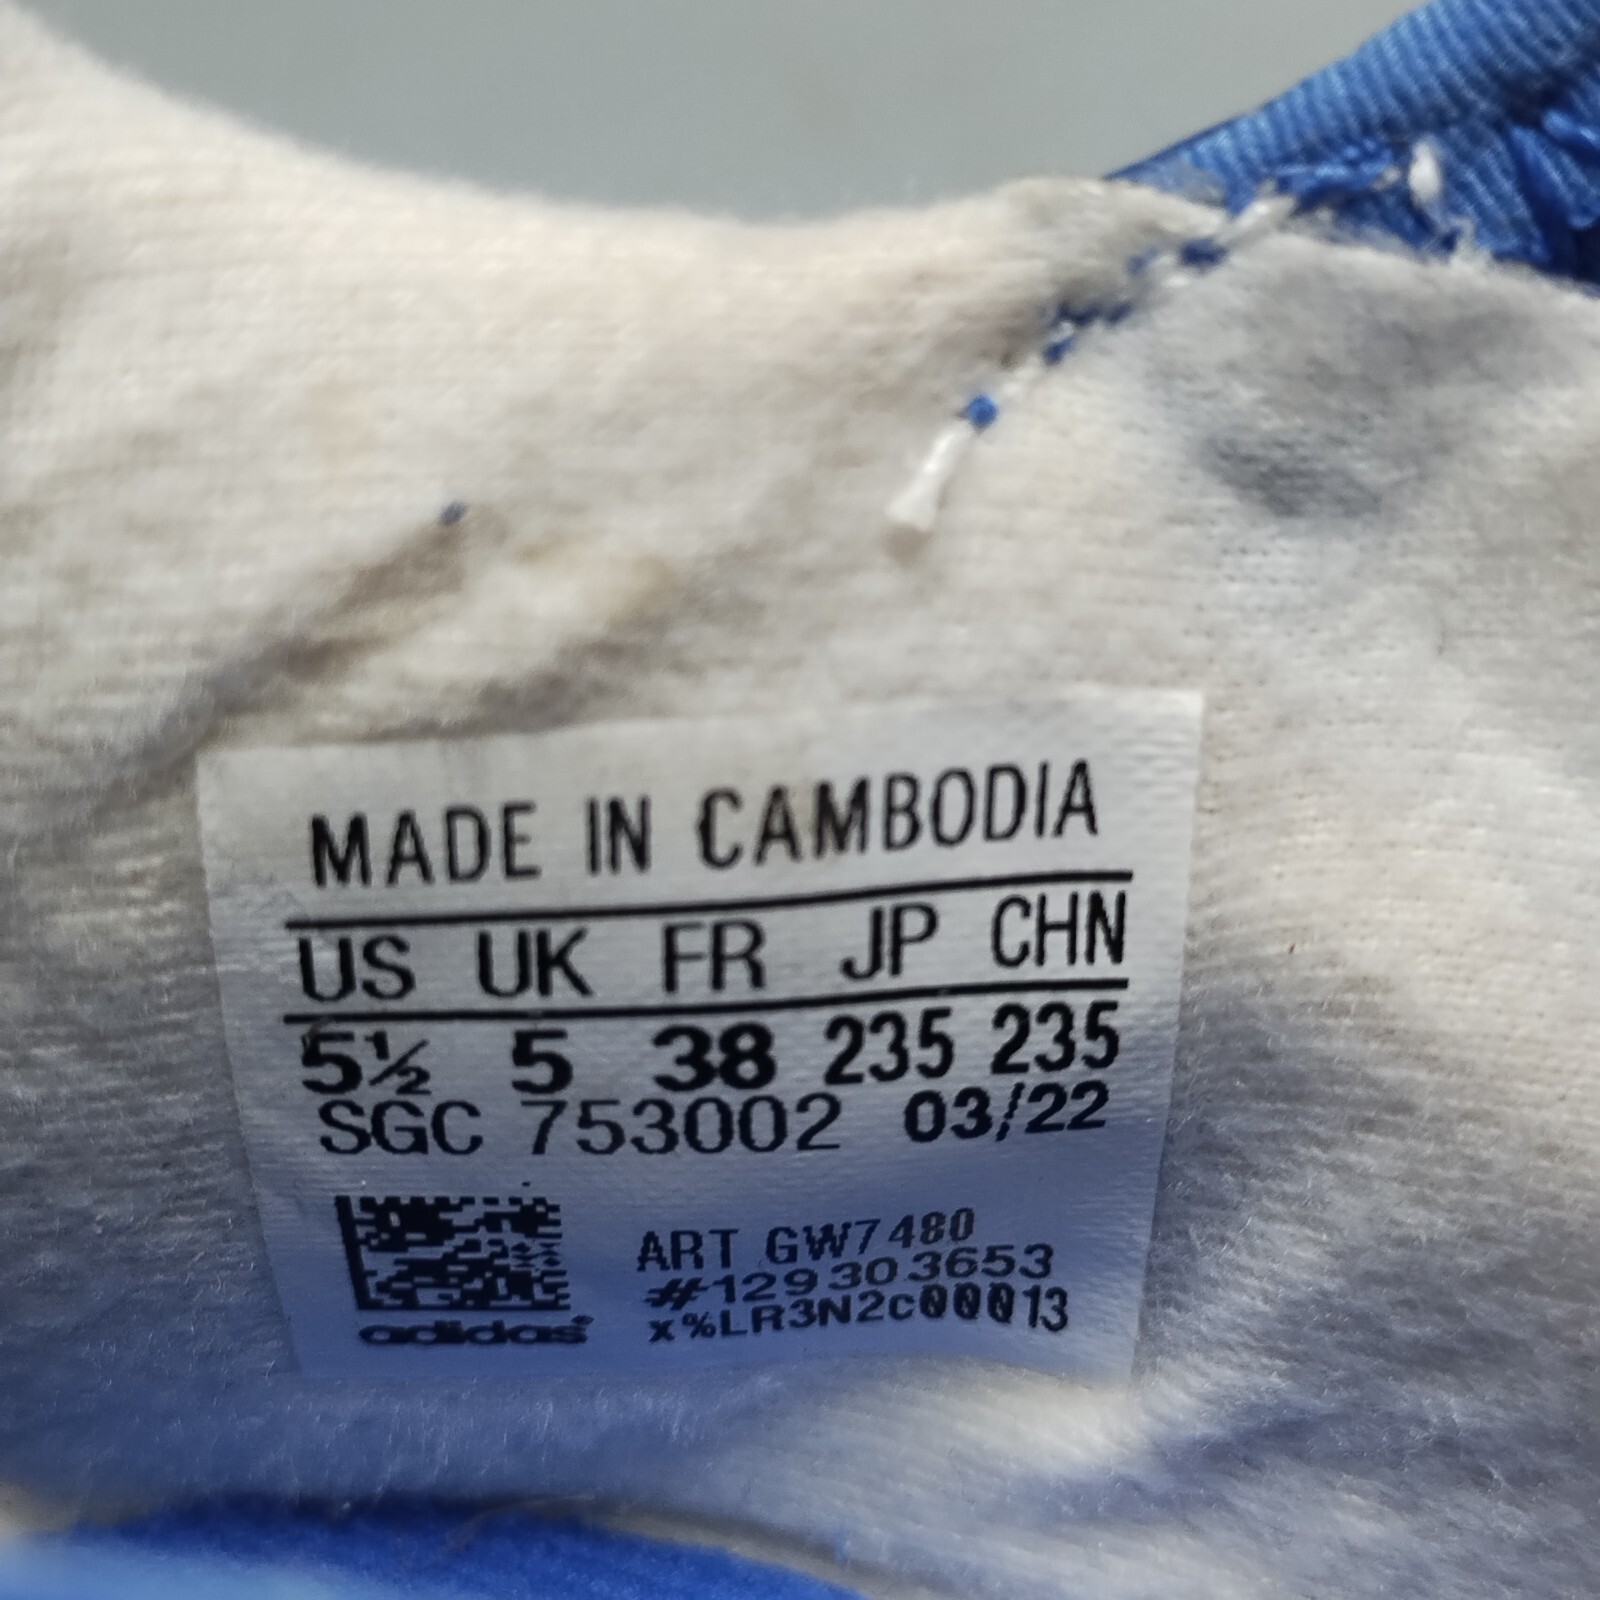 MADE IN CAMBODIA
US UK FR JP CHN
5½ 5 38 235 235
SGC 753002 03/22
ART GW7480
#129303653
x%LR3N2c000013
adidas